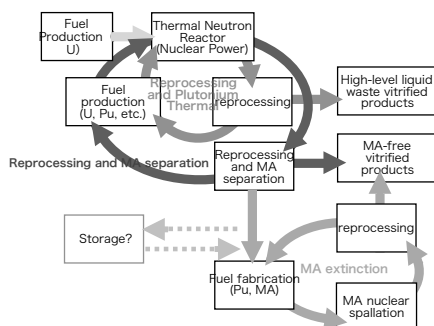 Fuel
Production
U)
Thermal Neutron
Reactor
(Nuclear Power)
Fuel
production
(U, Pu, etc.)
Reprocessing
and Plutonium
Thermal
reprocessing
High-level liquid
waste vitrified
products
Reprocessing and MA separation
Reprocessing
and MA
separation
MA-free
vitrified
products
Storage?
reprocessing
Fuel fabrication
(Pu, MA)
MA extinction
MA nuclear
spallation